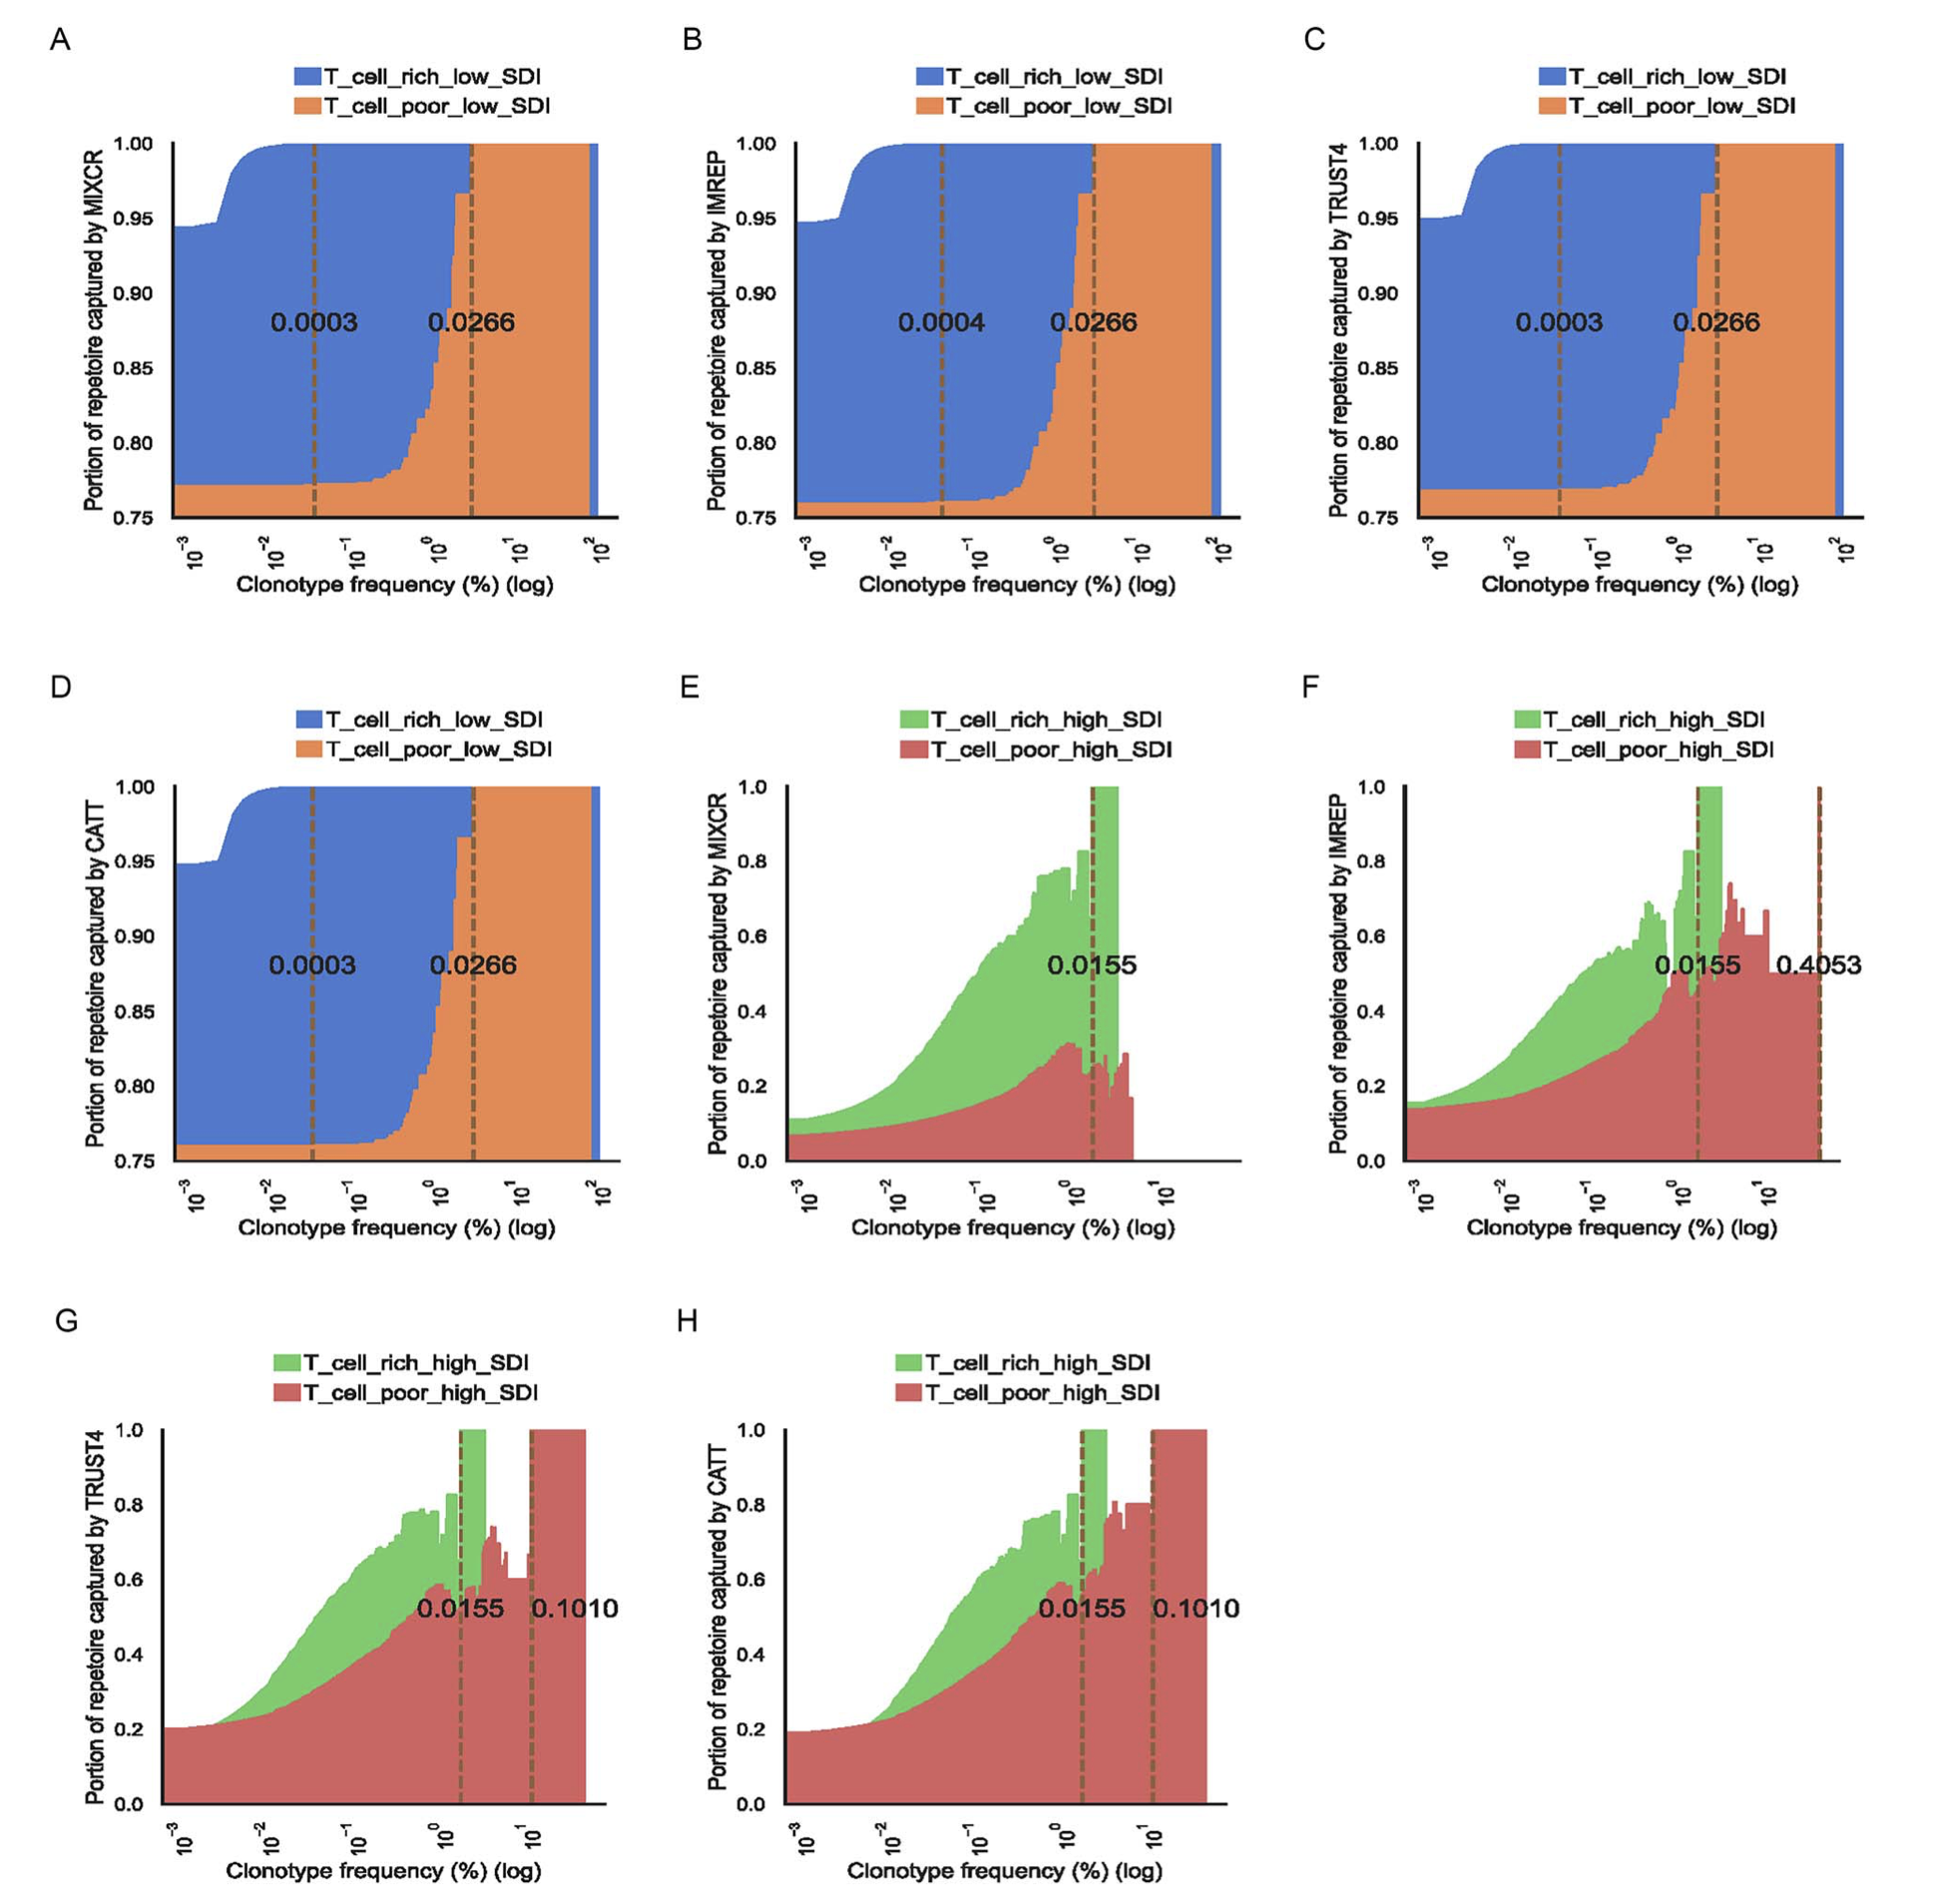 A
T_cell_rich_low_SDI
T_cell_poor_low_SDI
Portion of repetoire captured by MIXCR
1.00
0.95
0.90
0.85
0.80
0.75
0.0003
0.0266
10⁻³
10⁻²
10⁻¹
10⁰
10¹
10²
Clonotype frequency (%) (log)
B
T_cell_rich_low_SDI
T_cell_poor_low_SDI
Portion of repetoire captured by IMREP
1.00
0.95
0.90
0.85
0.80
0.75
0.0004
0.0266
10⁻³
10⁻²
10⁻¹
10⁰
10¹
10²
Clonotype frequency (%) (log)
C
T_cell_rich_low_SDI
T_cell_poor_low_SDI
Portion of repetoire captured by TRUST4
1.00
0.95
0.90
0.85
0.80
0.75
0.0003
0.0266
10⁻³
10⁻²
10⁻¹
10⁰
10¹
10²
Clonotype frequency (%) (log)
D
T_cell_rich_low_SDI
T_cell_poor_low_SDI
Portion of repetoire captured by CATT
1.00
0.95
0.90
0.85
0.80
0.75
0.0003
0.0266
10⁻³
10⁻²
10⁻¹
10⁰
10¹
10²
Clonotype frequency (%) (log)
E
T_cell_rich_high_SDI
T_cell_poor_high_SDI
Portion of repetoire captured by MIXCR
1.0
0.8
0.6
0.4
0.2
0.0
0.0155
10⁻³
10⁻²
10⁻¹
10⁰
10¹
Clonotype frequency (%) (log)
F
T_cell_rich_high_SDI
T_cell_poor_high_SDI
Portion of repetoire captured by IMREP
1.0
0.8
0.6
0.4
0.2
0.0
0.0155
0.4053
10⁻³
10⁻²
10⁻¹
10⁰
10¹
Clonotype frequency (%) (log)
G
T_cell_rich_high_SDI
T_cell_poor_high_SDI
Portion of repetoire captured by TRUST4
1.0
0.8
0.6
0.4
0.2
0.0
0.0155
0.1010
10⁻³
10⁻²
10⁻¹
10⁰
10¹
Clonotype frequency (%) (log)
H
T_cell_rich_high_SDI
T_cell_poor_high_SDI
Portion of repetoire captured by CATT
1.0
0.8
0.6
0.4
0.2
0.0
0.0155
0.1010
10⁻³
10⁻²
10⁻¹
10⁰
10¹
Clonotype frequency (%) (log)